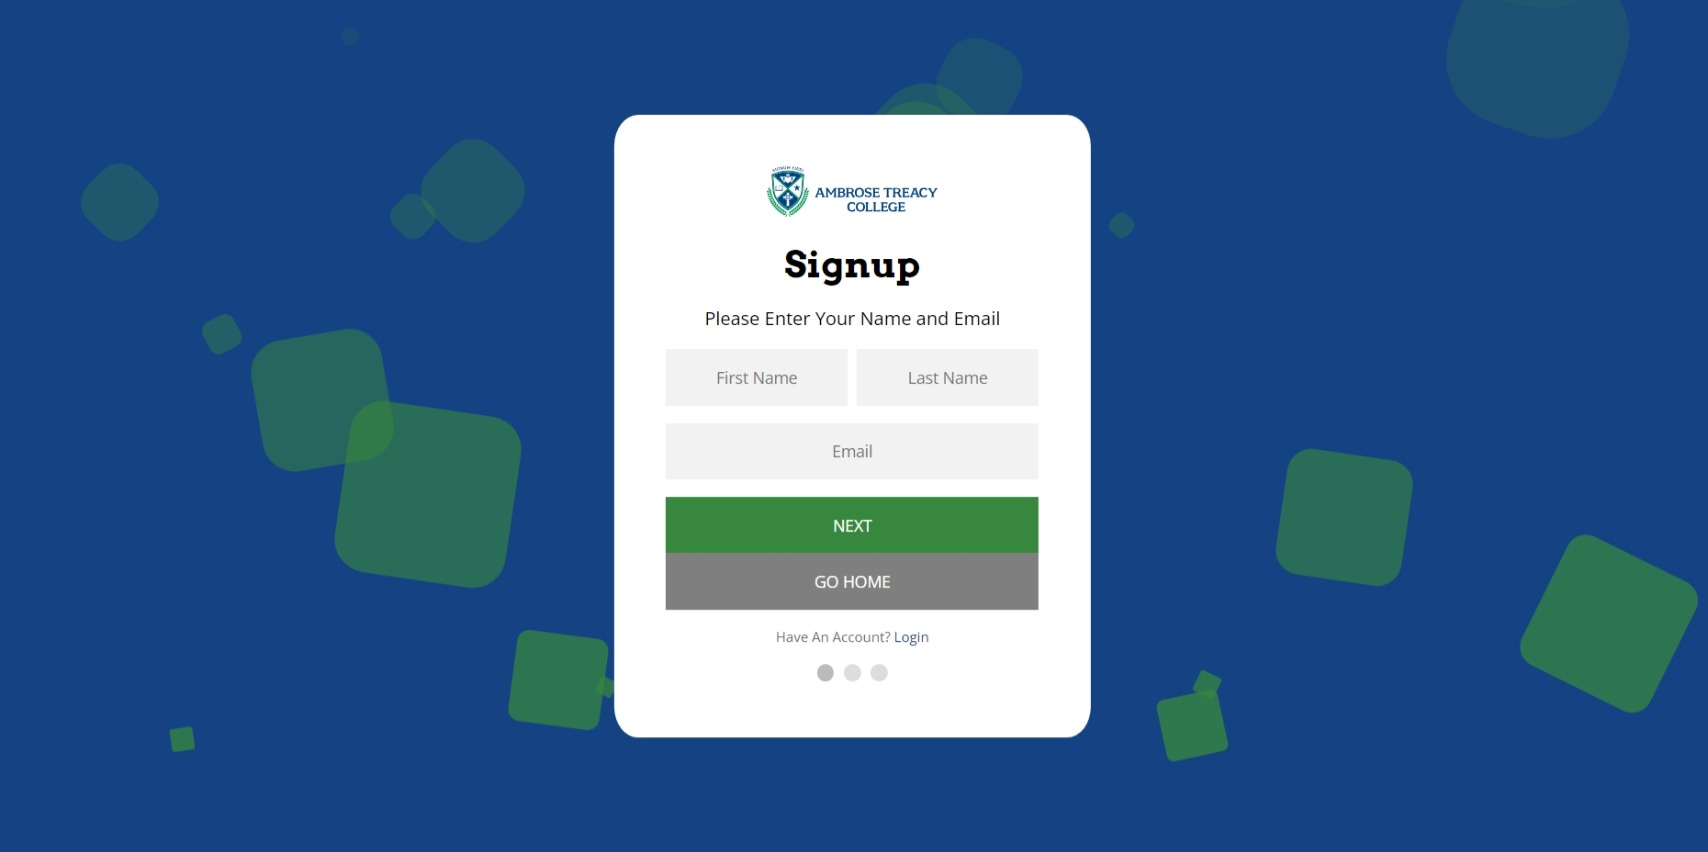 AMBROSE TREACY
COLLEGE
Signup
Please Enter Your Name and Email
First Name Last Name
Email
NEXT
GO HOME
Have An Account? Login